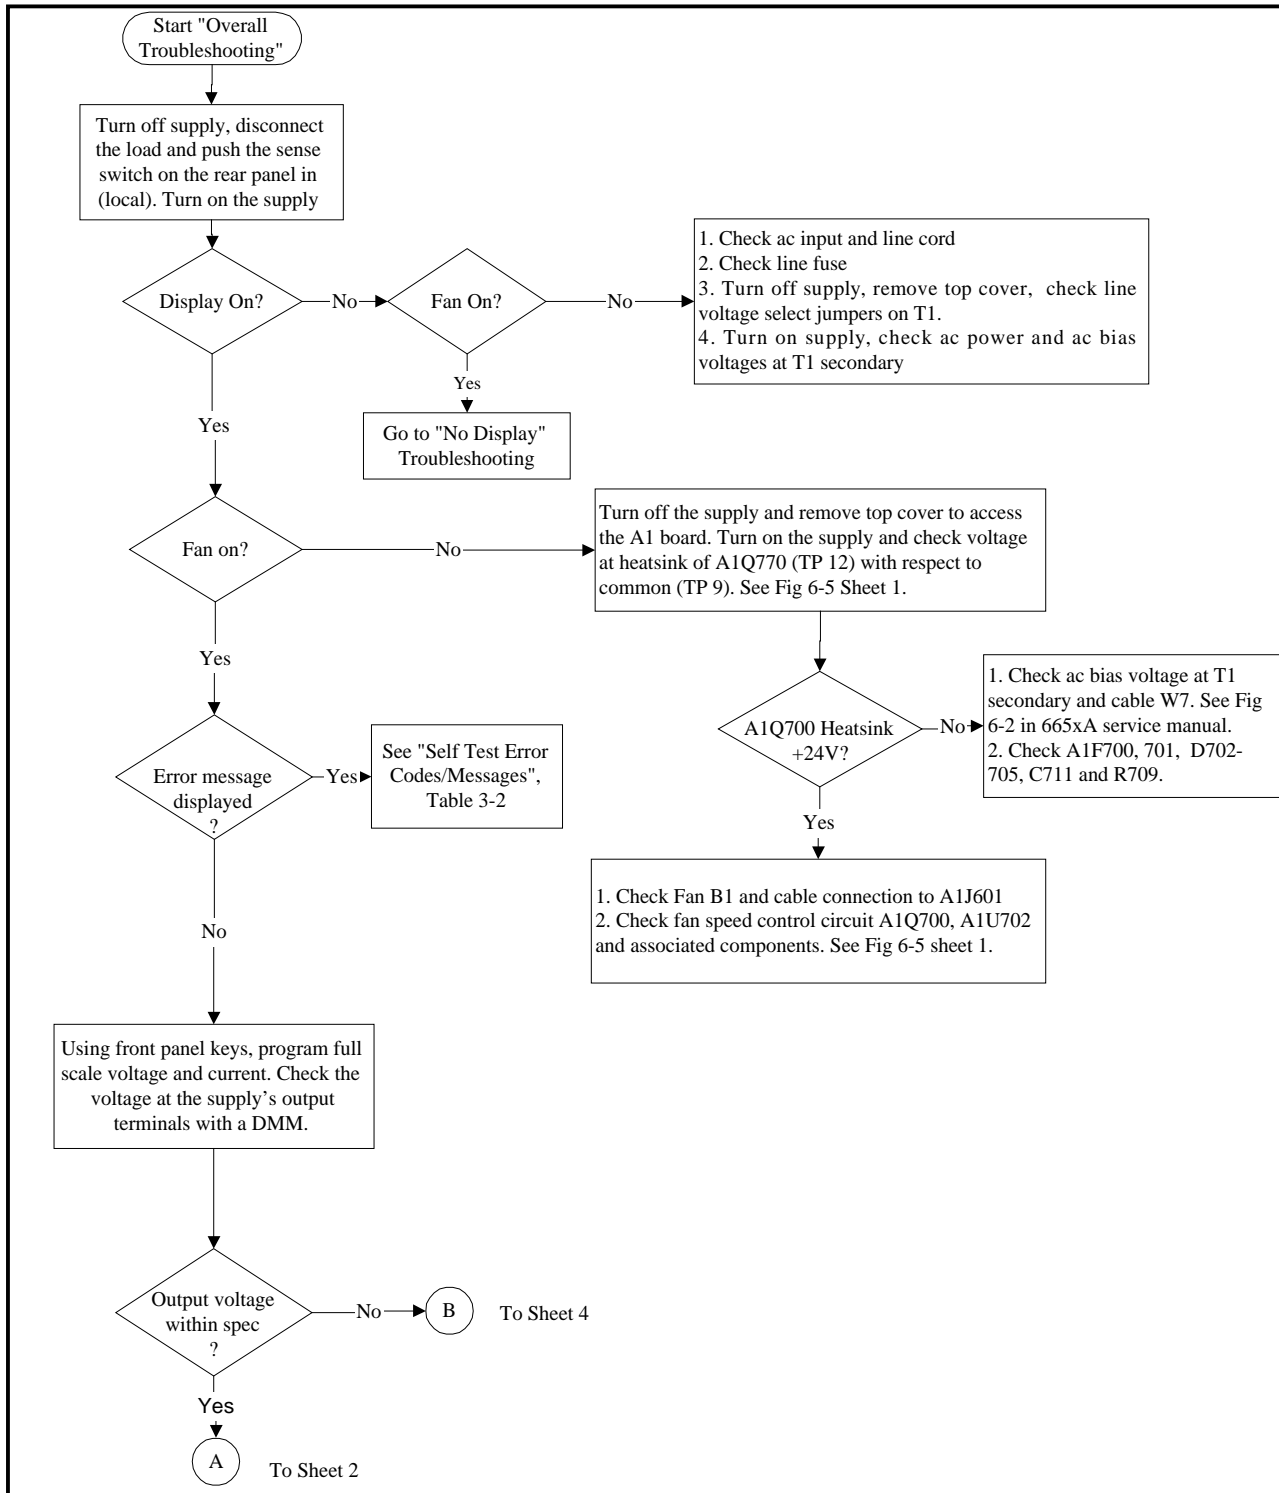 Start "Overall
Troubleshooting"
Turn off supply, disconnect
the load and push the sense
switch on the rear panel in
(local). Turn on the supply
Display On?
No
Fan On?
No
1. Check ac input and line cord
2. Check line fuse
3. Turn off supply, remove top cover, check line
voltage select jumpers on T1.
4. Turn on supply, check ac power and ac bias
voltages at T1 secondary
Yes
Go to "No Display"
Troubleshooting
Yes
Fan on?
No
Turn off the supply and remove top cover to access
the A1 board. Turn on the supply and check voltage
at heatsink of A1Q770 (TP 12) with respect to
common (TP 9). See Fig 6-5 Sheet 1.
A1Q700 Heatsink
+24V?
No
1. Check ac bias voltage at T1
secondary and cable W7. See Fig
6-2 in 665xA service manual.
2. Check A1F700, 701, D702-
705, C711 and R709.
Yes
1. Check Fan B1 and cable connection to A1J601
2. Check fan speed control circuit A1Q700, A1U702
and associated components. See Fig 6-5 sheet 1.
Yes
Error message
displayed
?
Yes
See "Self Test Error
Codes/Messages",
Table 3-2
No
Using front panel keys, program full
scale voltage and current. Check the
voltage at the supply's output
terminals with a DMM.
Output voltage
within spec
?
No
B
To Sheet 4
Yes
A
To Sheet 2